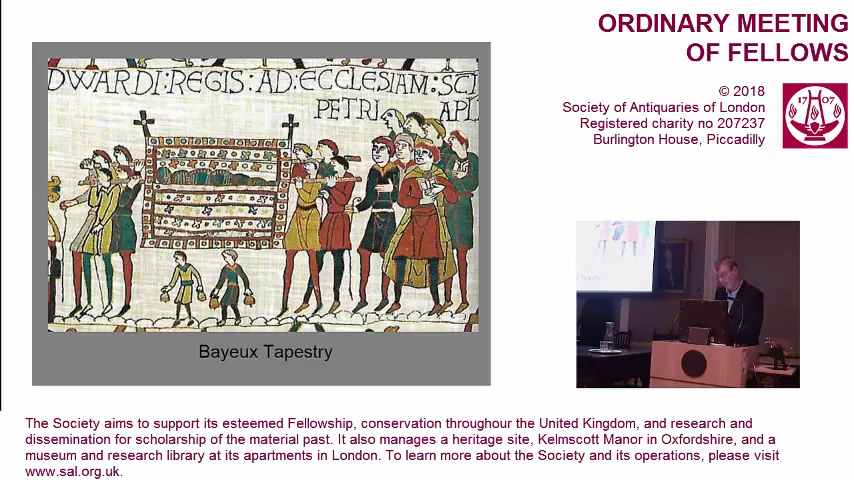 ORDINARY MEETING
OF FELLOWS
© 2018
Society of Antiquaries of London
Registered charity no 207237
Burlington House, Piccadilly
17 07
DWARDI:REGIS:AD:ECCLESIAM:SCI
PETRI APLI
Bayeux Tapestry
The Society aims to support its esteemed Fellowship, conservation throughour the United Kingdom, and research and
dissemination for scholarship of the material past. It also manages a heritage site, Kelmscott Manor in Oxfordshire, and a
museum and research library at its apartments in London. To learn more about the Society and its operations, please visit
www.sal.org.uk.